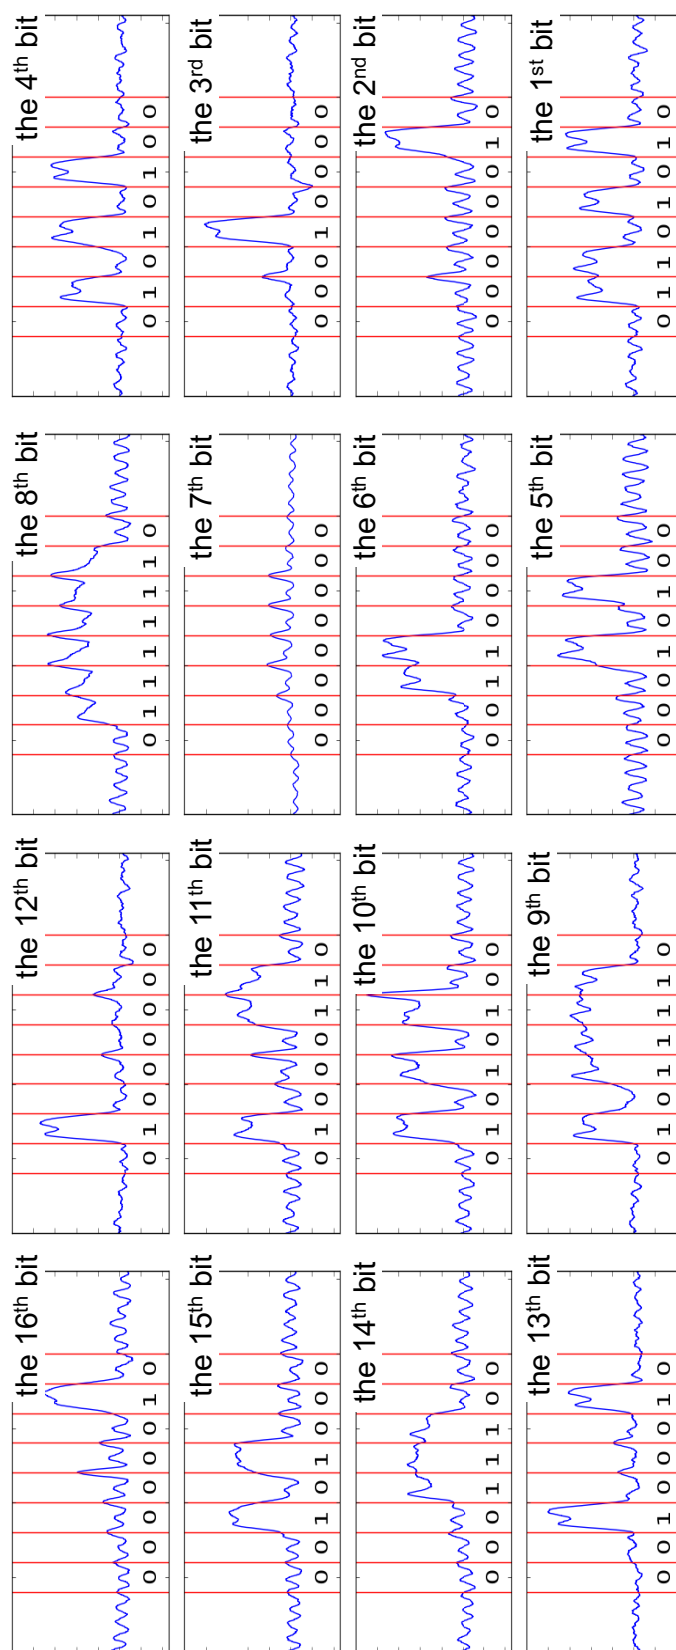 the 16th bit
0 0 0 0 0 0 1 0
the 12th bit
0 1 0 0 0 0 0 0
the 8th bit
0 1 1 1 1 1 1 0
the 4th bit
0 1 0 1 0 1 0 0
the 15th bit
0 0 1 0 1 0 0 0
the 11th bit
0 1 0 0 0 1 1 0
the 7th bit
0 0 0 0 0 0 0 0
the 3rd bit
0 0 0 1 0 0 0 0
the 14th bit
0 0 0 1 1 1 0 0
the 10th bit
0 1 0 1 0 1 0 0
the 6th bit
0 0 1 1 0 0 0 0
the 2nd bit
0 0 0 0 0 0 1 0
the 13th bit
0 0 1 0 0 0 1 0
the 9th bit
0 1 0 1 1 1 1 0
the 5th bit
0 0 0 1 0 1 0 0
the 1st bit
0 1 1 0 1 0 1 0